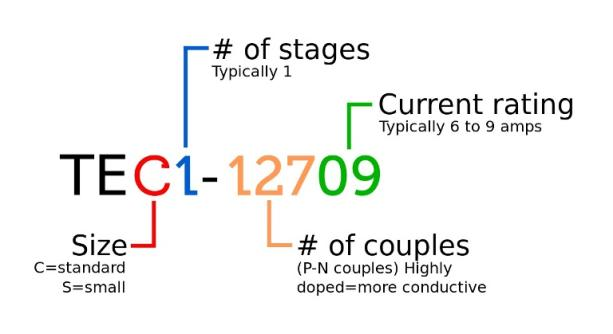 # of stages
Typically 1
Current rating
Typically 6 to 9 amps
TEC1-12709
Size
C=standard
S=small
# of couples
(P-N couples) Highly
doped=more conductive